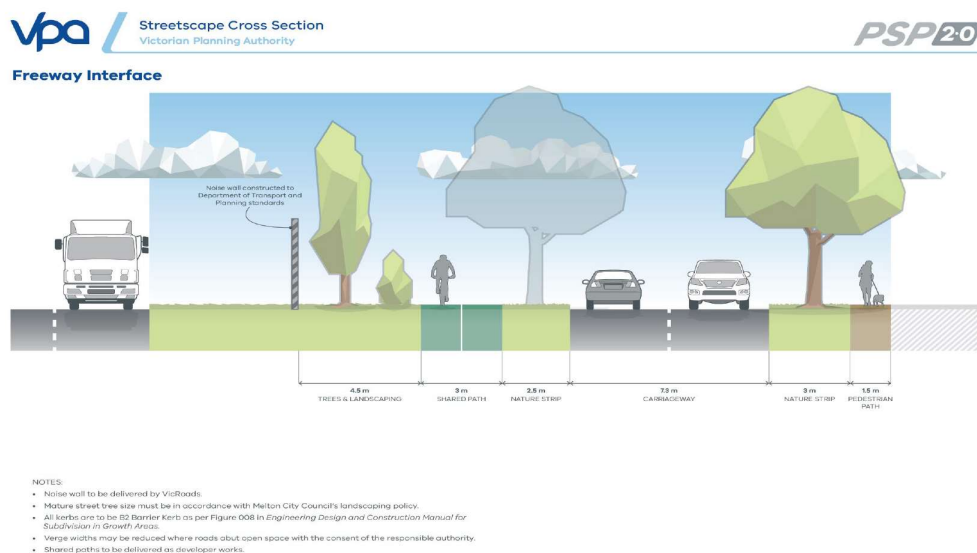 vpa
Streetscape Cross Section
Victorian Planning Authority
PSP 2.0
Freeway Interface
Noise wall constructed to
Department of Transport and
Planning standards
4.5 m
TREES & LANDSCAPING
3 m
SHARED PATH
2.5 m
NATURE STRIP
7.3 m
CARRIAGEWAY
3 m
NATURE STRIP
1.5 m
PEDESTRIAN
PATH
NOTES:
• Noise wall to be delivered by VicRoads
• Mature street tree size must be in accordance with Melton City Council's landscaping policy.
• All kerbs are to be B2 Barrier Kerb as per Figure 008 in Engineering Design and Construction Manual for
Subdivision in Growth Areas.
• Verge widths may be reduced where roads abut open space with the consent of the responsible authority.
• Shared paths to be delivered as developer works.